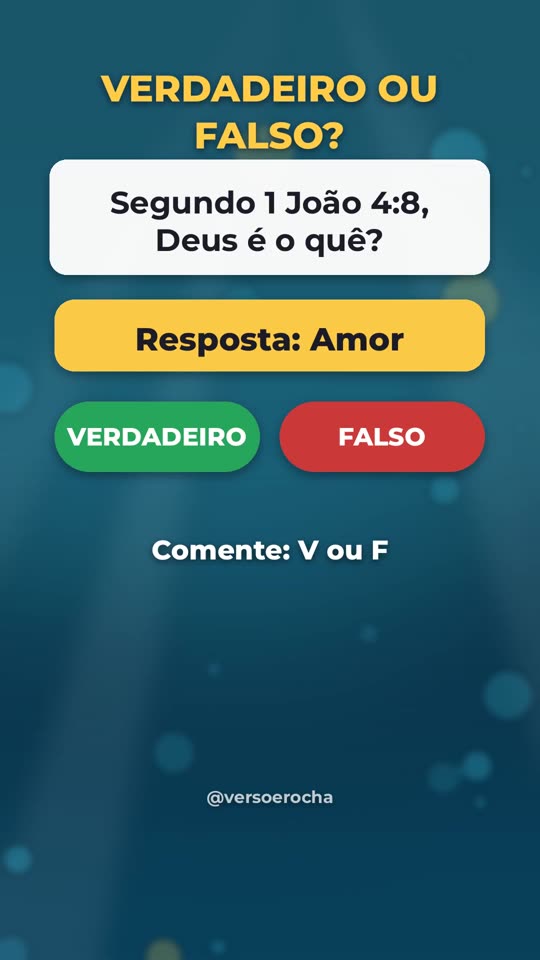 VERDADEIRO OU
FALSO?
Segundo 1 João 4:8,
Deus é o quê?
Resposta: Amor
VERDADEIRO
FALSO
Comente: V ou F
@versoerocha